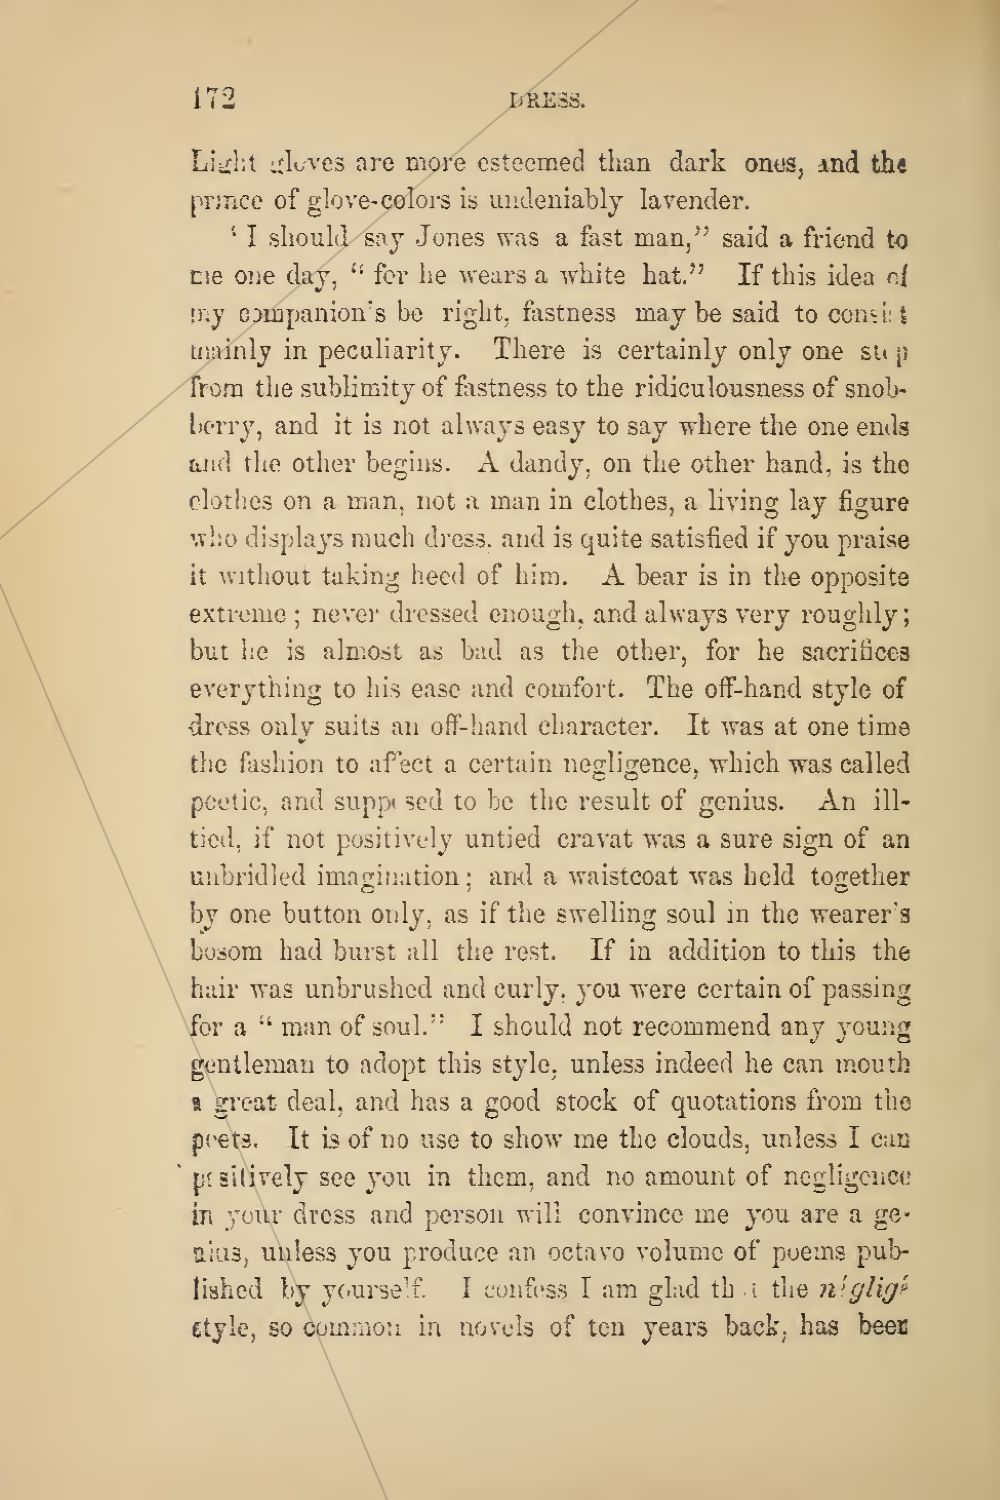 172
DRESS.
Light gloves are more esteemed than dark ones, and the
prince of glove-colors is undeniably lavender.
“I should say Jones was a fast man,” said a friend to
me one day, “for he wears a white hat.” If this idea of
my companion's be right, fastness may be said to consist
mainly in peculiarity. There is certainly only one step
from the sublimity of fastness to the ridiculousness of snob-
berry, and it is not always easy to say where the one ends
and the other begins. A dandy, on the other hand, is the
clothes on a man, not a man in clothes, a living lay figure
who displays much dress, and is quite satisfied if you praise
it without taking heed of him. A bear is in the opposite
extreme; never dressed enough, and always very roughly;
but he is almost as bad as the other, for he sacrifices
everything to his ease and comfort. The off-hand style of
dress only suits an off-hand character. It was at one time
the fashion to affect a certain negligence, which was called
poetic, and supposed to be the result of genius. An ill-
tied, if not positively untied cravat was a sure sign of an
unbridled imagination; and a waistcoat was held together
by one button only, as if the swelling soul in the wearer's
bosom had burst all the rest. If in addition to this the
hair was unbrushed and curly, you were certain of passing
for a “man of soul.” I should not recommend any young
gentleman to adopt this style, unless indeed he can mouth
a great deal, and has a good stock of quotations from the
poets. It is of no use to show me the clouds, unless I can
positively see you in them, and no amount of negligence
in your dress and person will convince me you are a ge-
nius, unless you produce an octavo volume of poems pub-
lished by yourself. I confess I am glad that the négligé
style, so common in novels of ten years back, has been